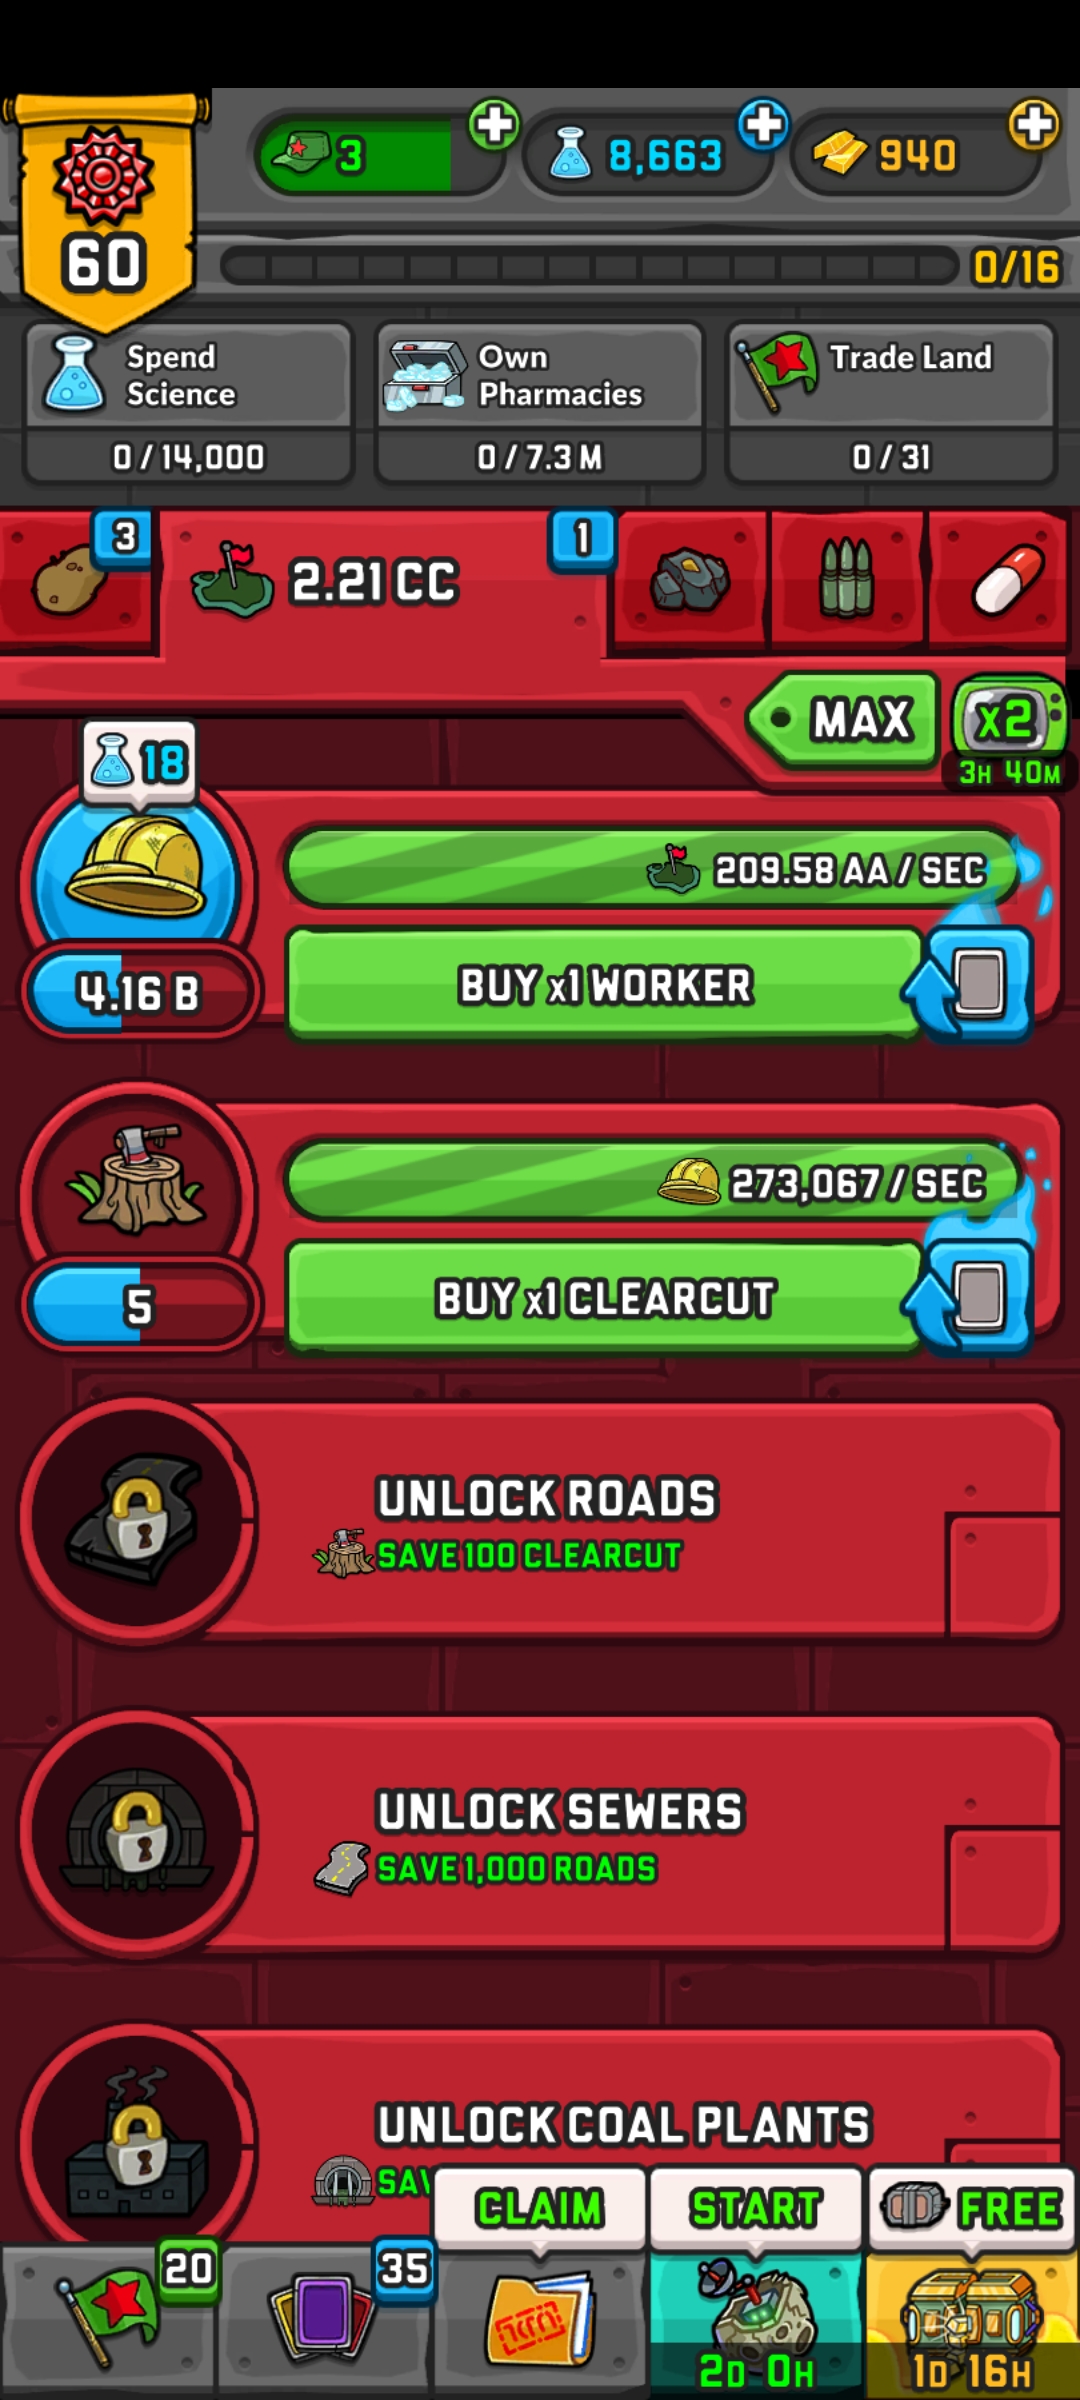 60
3
8,663
940
0/16
Spend
Science
0 / 14,000
Own
Pharmacies
0 / 7.3 M
Trade Land
0 / 31
3
2.21 CC
1
MAX
x2
3H 40M
18
209.58 AA / SEC
4.16 B
BUY x1 WORKER
273,067 / SEC
5
BUY x1 CLEARCUT
UNLOCK ROADS
SAVE 100 CLEARCUT
UNLOCK SEWERS
SAVE 1,000 ROADS
UNLOCK COAL PLANTS
CLAIM
START
FREE
20
35
2D 0H
1D 16H